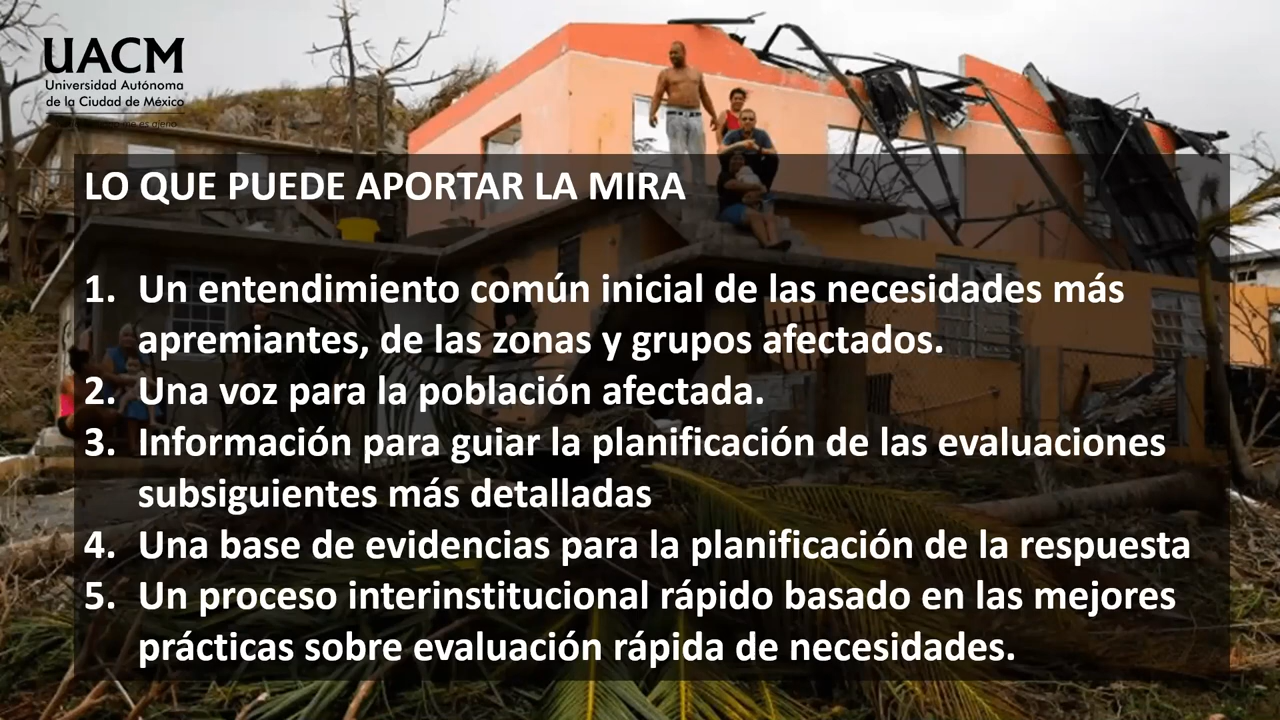 UACM
Universidad Autónoma
de la Ciudad de México
LO QUE PUEDE APORTAR LA MIRA
1. Un entendimiento común inicial de las necesidades más
apremiantes, de las zonas y grupos afectados.
2. Una voz para la población afectada.
3. Información para guiar la planificación de las evaluaciones
subsiguientes más detalladas
4. Una base de evidencias para la planificación de la respuesta
5. Un proceso interinstitucional rápido basado en las mejores
prácticas sobre evaluación rápida de necesidades.